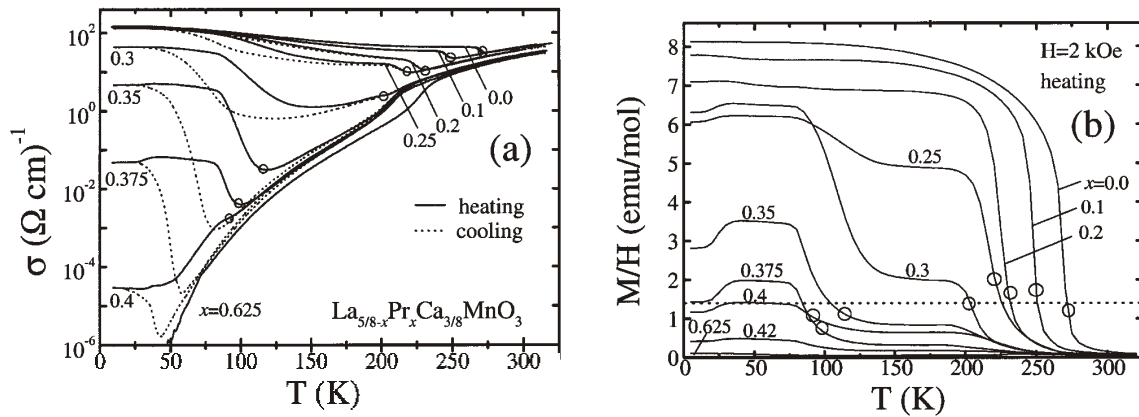 (a)
σ (Ω cm)⁻¹
10²
10⁰
10⁻²
10⁻⁴
10⁻⁶
0.3
0.35
0.375
0.4
0.0
0.1
0.2
0.25
heating
cooling
x=0.625
La₅/₈₋ₓPrₓCa₃/₈MnO₃
0 50 100 150 200 250 300
T (K)
(b)
M/H (emu/mol)
8
7
6
5
4
3
2
1
0
H=2 kOe
heating
0.25
x=0.0
0.1
0.2
0.35
0.3
0.375
0.4
0.625
0.42
0 50 100 150 200 250 300
T (K)